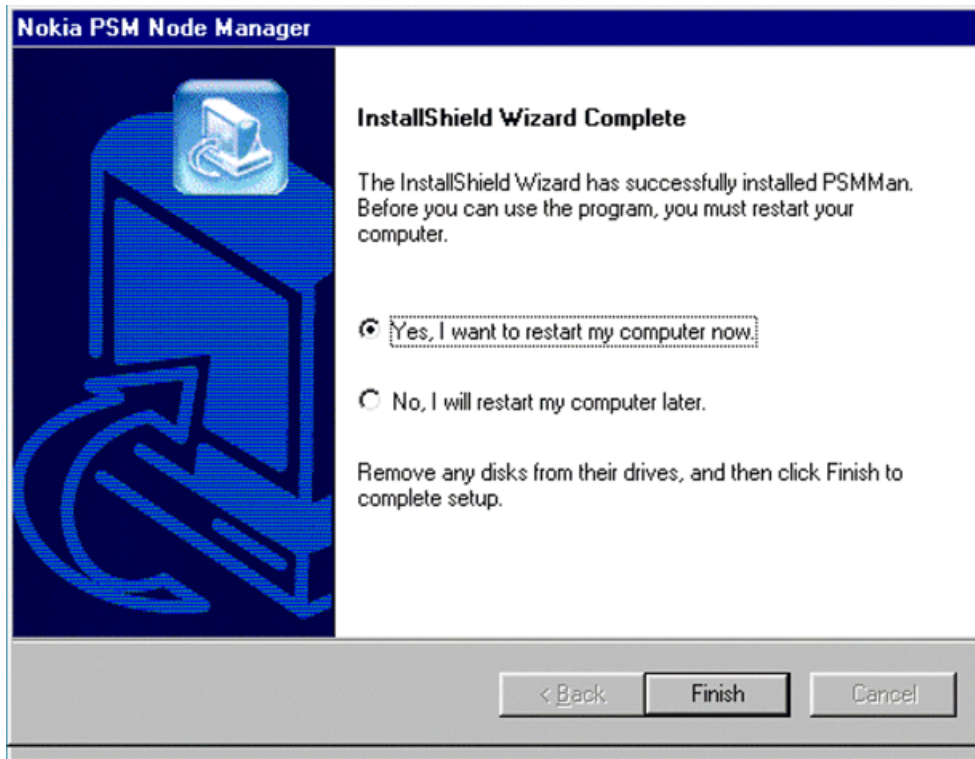 Nokia PSM Node Manager
InstallShield Wizard Complete
The InstallShield Wizard has successfully installed PSMMan.
Before you can use the program, you must restart your
computer.
Yes, I want to restart my computer now.
No, I will restart my computer later.
Remove any disks from their drives, and then click Finish to
complete setup.
< Back
Finish
Cancel